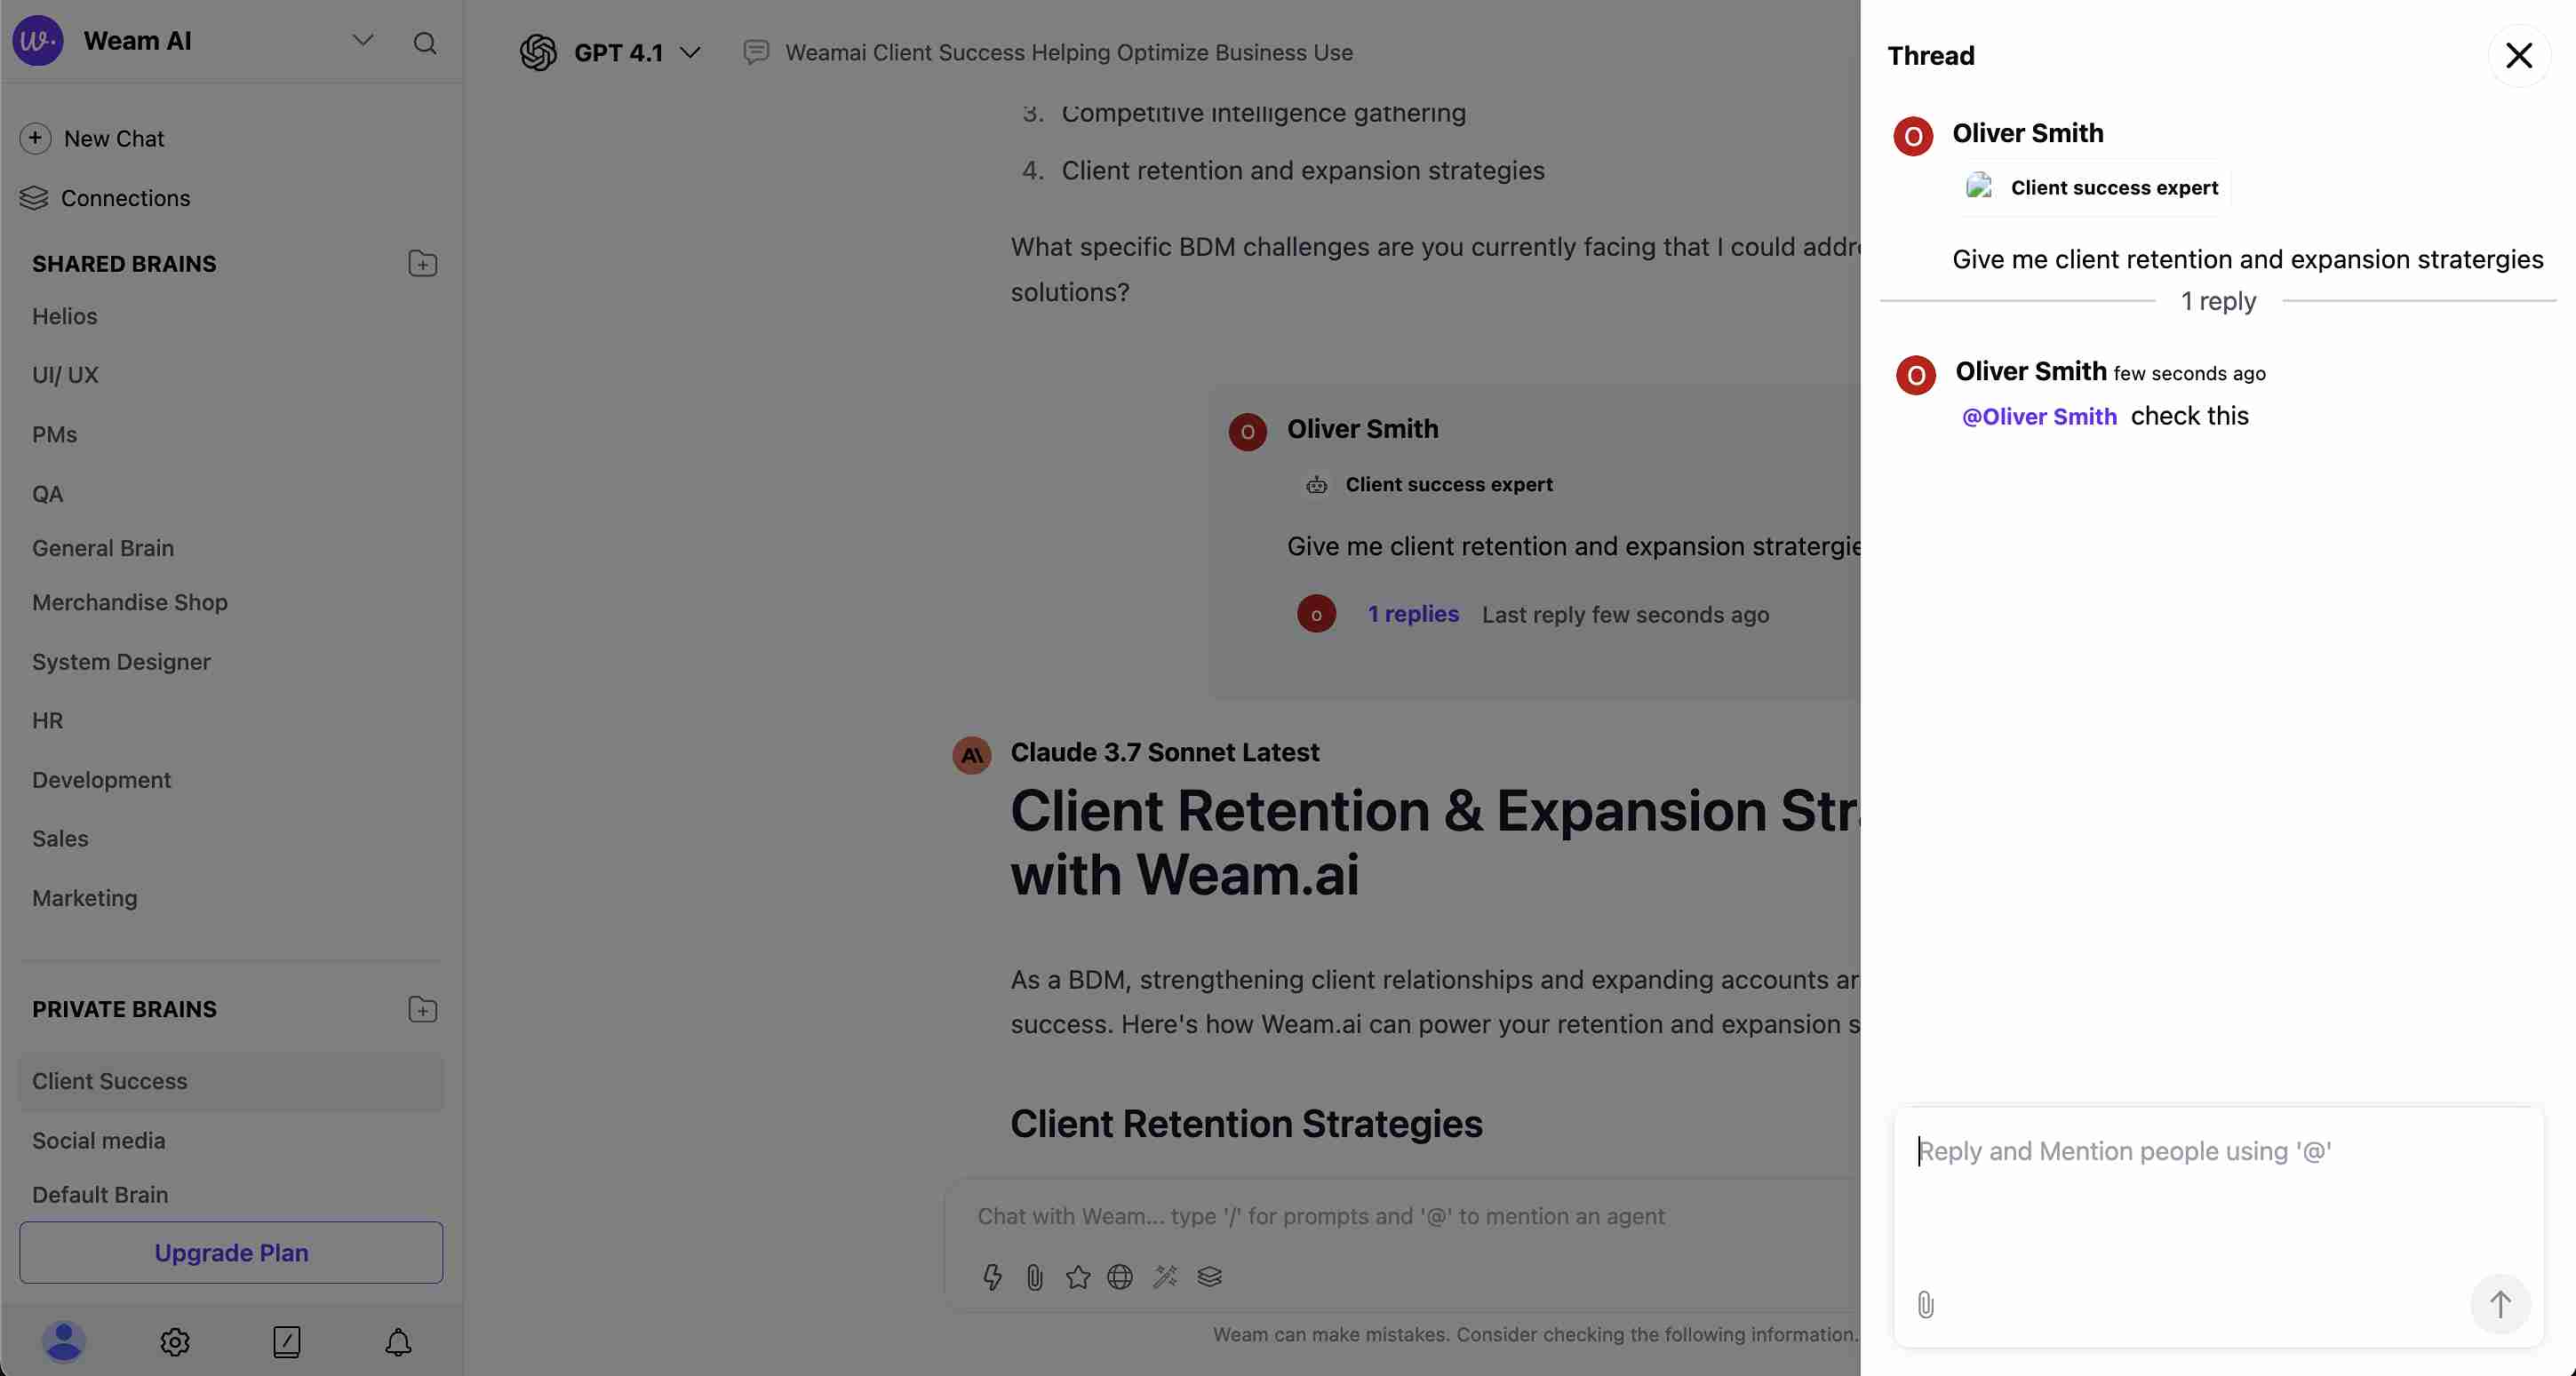 Weam AI
New Chat
Connections
SHARED BRAINS
Helios
UI/ UX
PMs
QA
General Brain
Merchandise Shop
System Designer
HR
Development
Sales
Marketing
PRIVATE BRAINS
Client Success
Social media
Default Brain
Upgrade Plan
GPT 4.1
Weamai Client Success Helping Optimize Business Use
3. Competitive intelligence gathering
4. Client retention and expansion strategies
What specific BDM challenges are you currently facing that I could addre
solutions?
O
Oliver Smith
Client success expert
Give me client retention and expansion stratergie
o
1 replies Last reply few seconds ago
Claude 3.7 Sonnet Latest
Client Retention & Expansion Stra
with Weam.ai
As a BDM, strengthening client relationships and expanding accounts ar
success. Here's how Weam.ai can power your retention and expansion s
Client Retention Strategies
Chat with Weam... type '/' for prompts and '@' to mention an agent
Weam can make mistakes. Consider checking the following information.
Thread
O
Oliver Smith
Client success expert
Give me client retention and expansion stratergies
1 reply
O
Oliver Smith few seconds ago
@Oliver Smith check this
Reply and Mention people using '@'